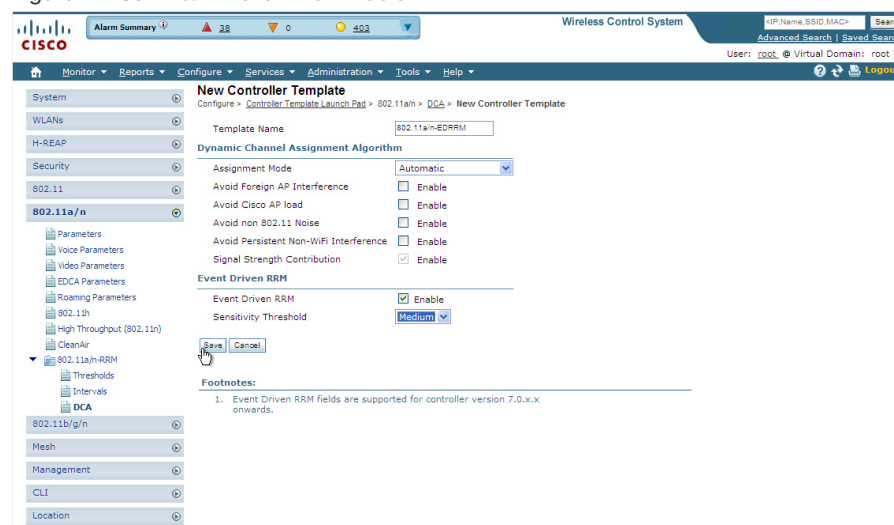 Alarm Summary
38
0
403
Wireless Control System
<IP,Name,SSID,MAC>
CISCO
Advanced Search | Saved
User: root @ Virtual Domain: root
Monitor Reports Configure Services Administration Tools Help
System
WLANs
H-REAP
Security
802.11
802.11a/n
Parameters
Voice Parameters
Video Parameters
EDCA Parameters
Roaming Parameters
802.11h
High Throughput (802.11n)
CleanAir
802.11a/n-RRM
Thresholds
Intervals
DCA
802.11b/g/n
Mesh
Management
CLI
Location
New Controller Template
Configure > Controller Template Launch Pad > 802.11a/n > DCA > New Controller Template
Template Name 802.11a/n-EDRRM
Dynamic Channel Assignment Algorithm
Assignment Mode Automatic
Avoid Foreign AP Interference Enable
Avoid Cisco AP load Enable
Avoid non 802.11 Noise Enable
Avoid Persistent Non-WiFi Interference Enable
Signal Strength Contribution Enable
Event Driven RRM
Event Driven RRM Enable
Sensitivity Threshold Medium
Save Cancel
Footnotes:
1. Event Driven RRM fields are supported for controller version 7.0.x.x
onwards.